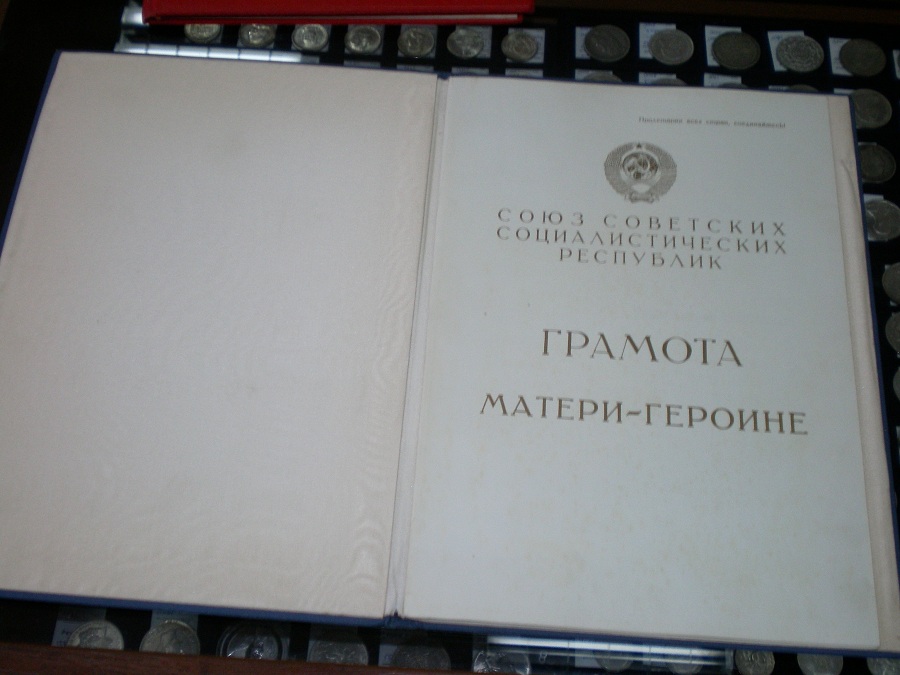 Пролетарии всех стран, соединяйтесь!
СОЮЗ СОВЕТСКИХ
СОЦИАЛИСТИЧЕСКИХ
РЕСПУБЛИК
ГРАМОТА
МАТЕРИ-ГЕРОИНЕ